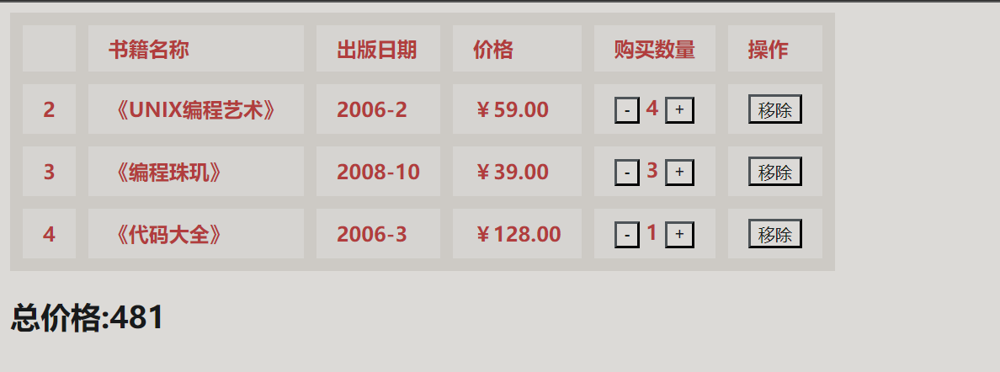 书籍名称 出版日期 价格 购买数量 操作
2 《UNIX编程艺术》 2006-2 ￥59.00 - 4 + 移除
3 《编程珠玑》 2008-10 ￥39.00 - 3 + 移除
4 《代码大全》 2006-3 ￥128.00 - 1 + 移除
总价格:481